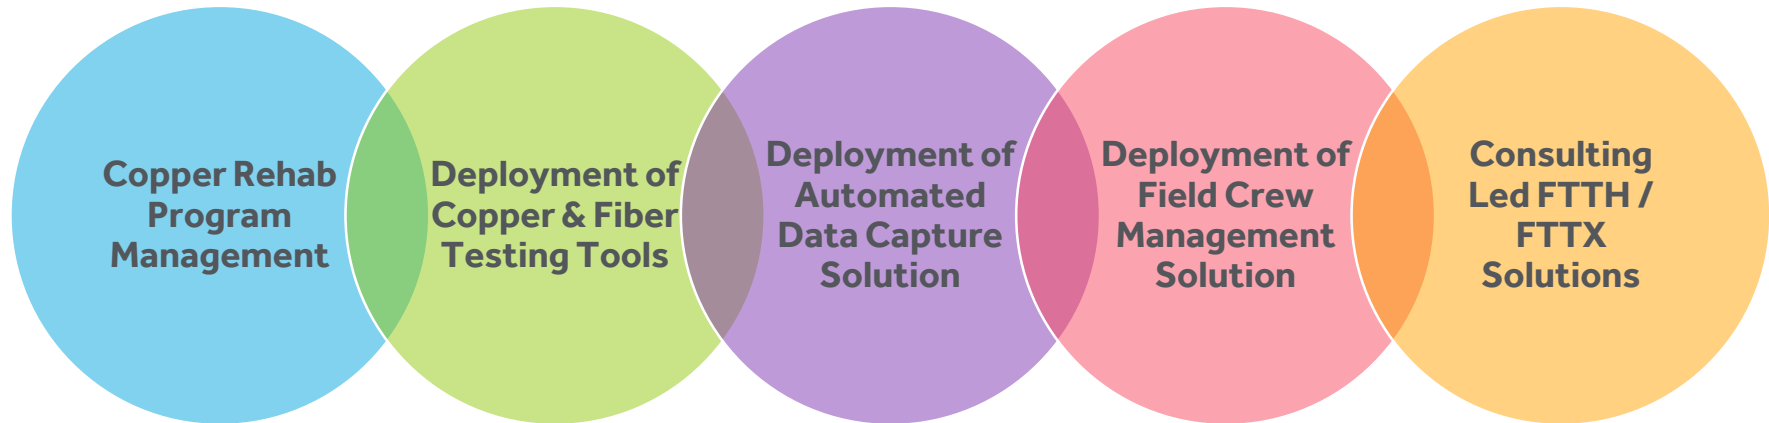 Copper Rehab
Program
Management
Deployment of
Copper & Fiber
Testing Tools
Deployment of
Automated
Data Capture
Solution
Deployment of
Field Crew
Management
Solution
Consulting
Led FTTH /
FTTX
Solutions